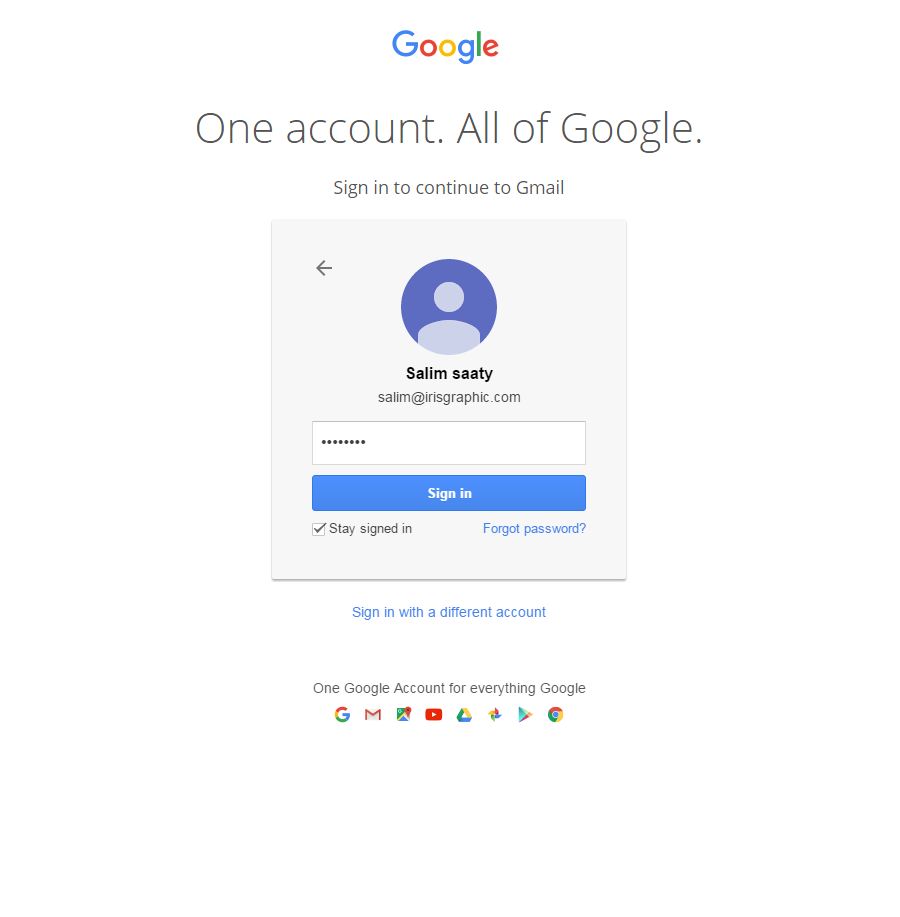 Google
One account. All of Google.
Sign in to continue to Gmail
Salim saaty
salim@irisgraphic.com
••••••••
Sign in
Stay signed in
Forgot password?
Sign in with a different account
One Google Account for everything Google